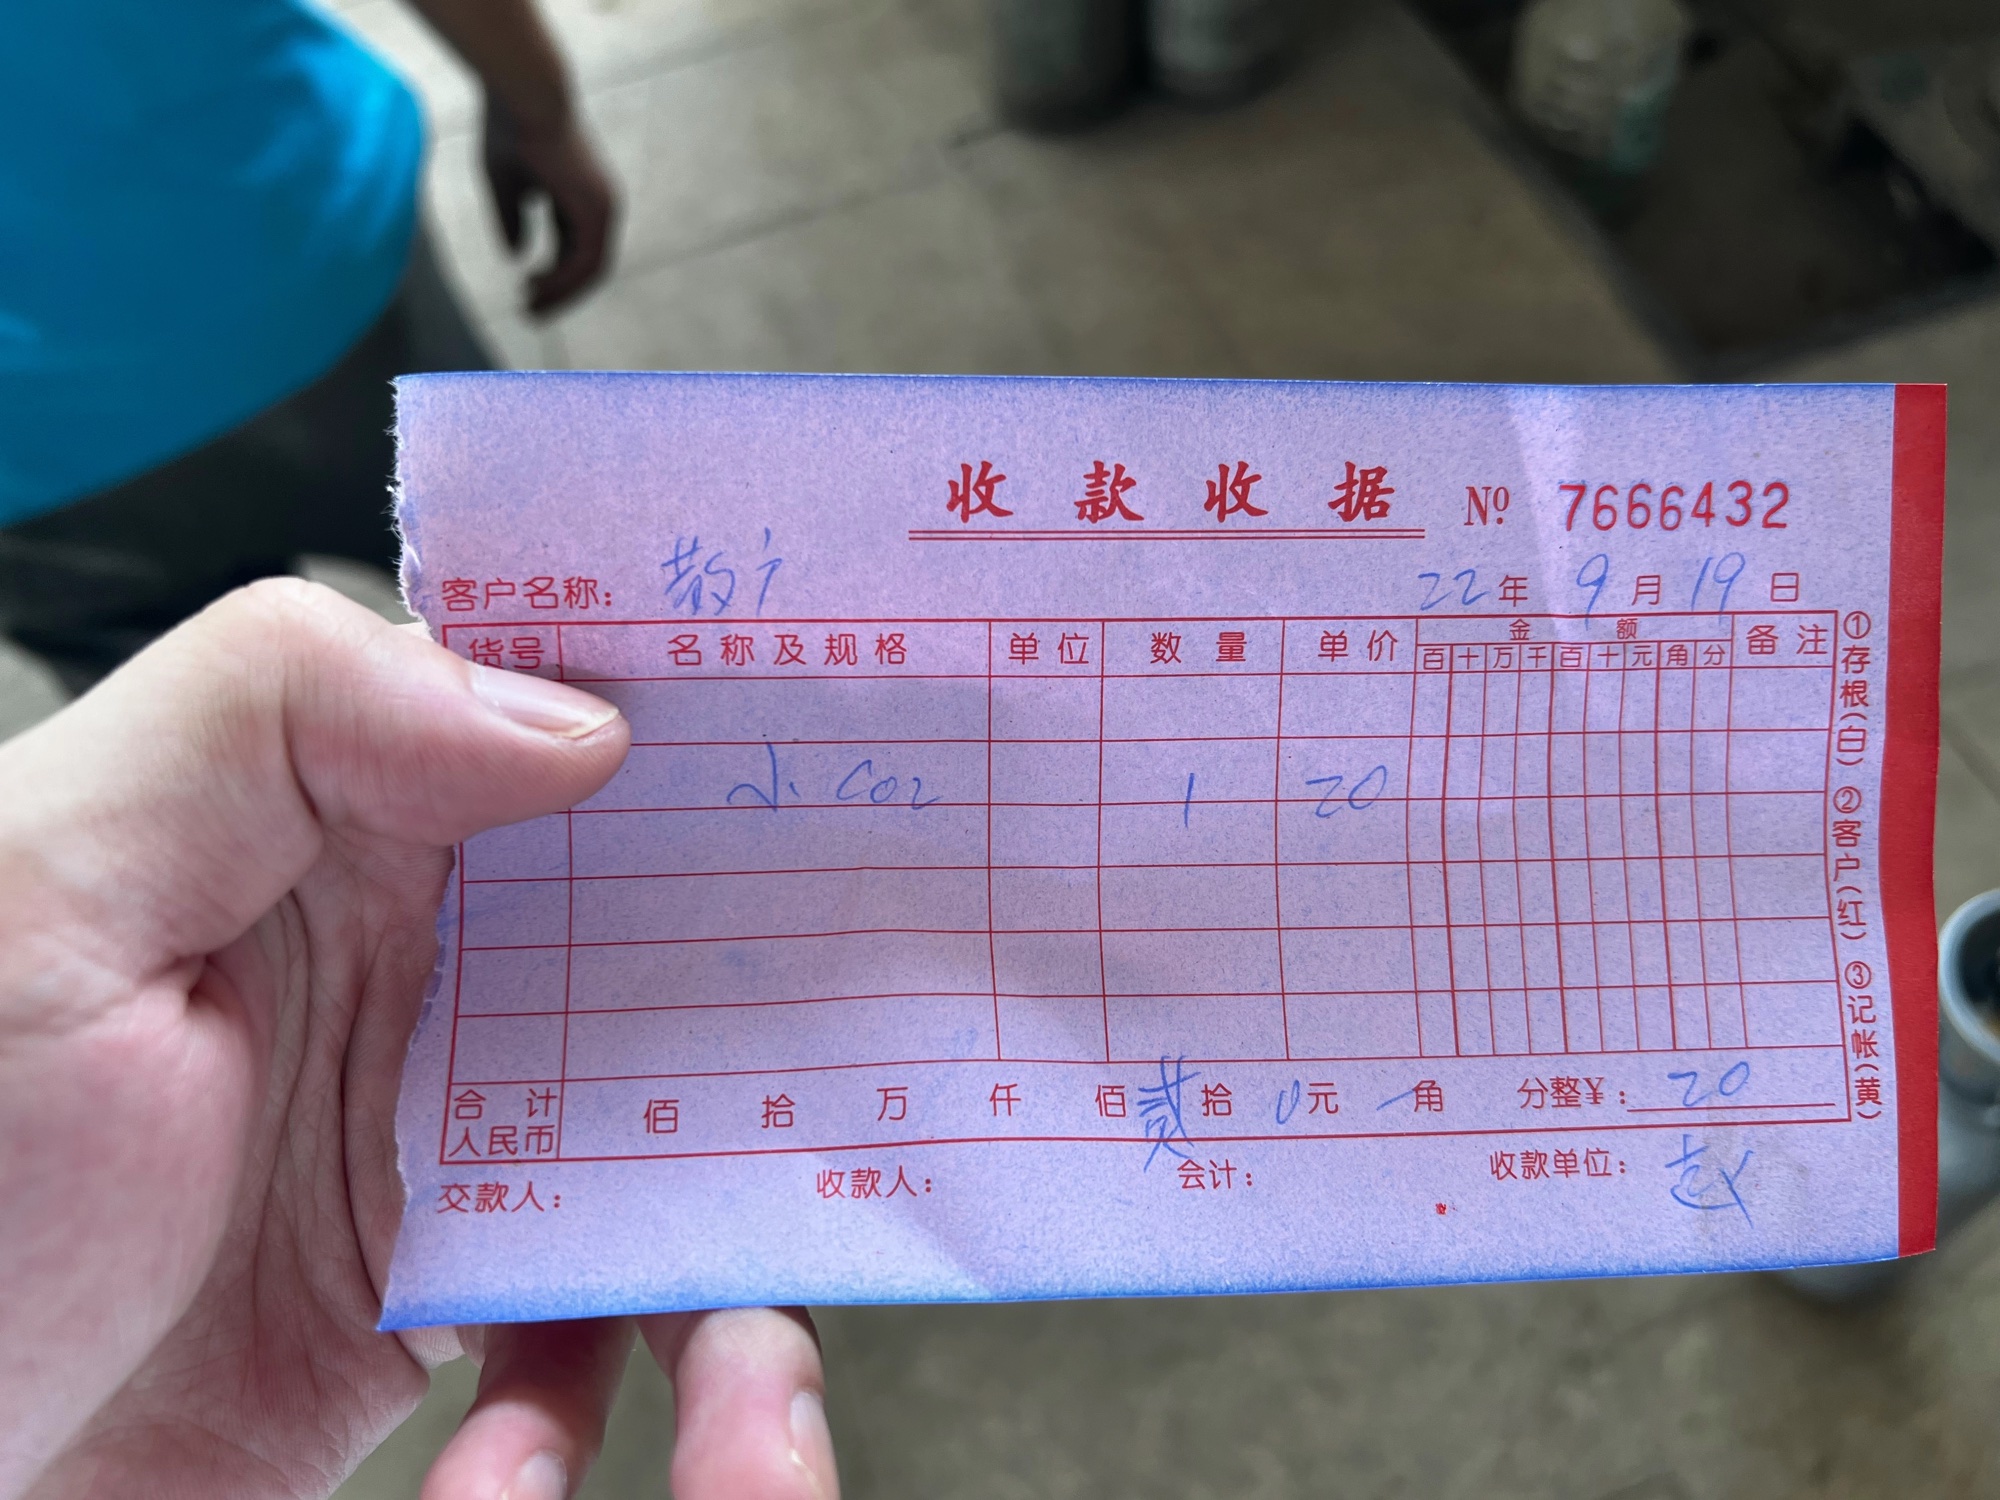 收款收据 Nº 7666432
客户名称: 散户 22年9月19日
货号 名称及规格 单位 数量 单价 金额 备注
百 十 万 千 百 十 元 角 分
小 CO2 1 20
合计人民币 佰 拾 万 仟 佰 贰拾 0元 角 分整¥: 20
交款人: 收款人: 会计: 收款单位: 赵
①存根(白) ②客户(红) ③记帐(黄)